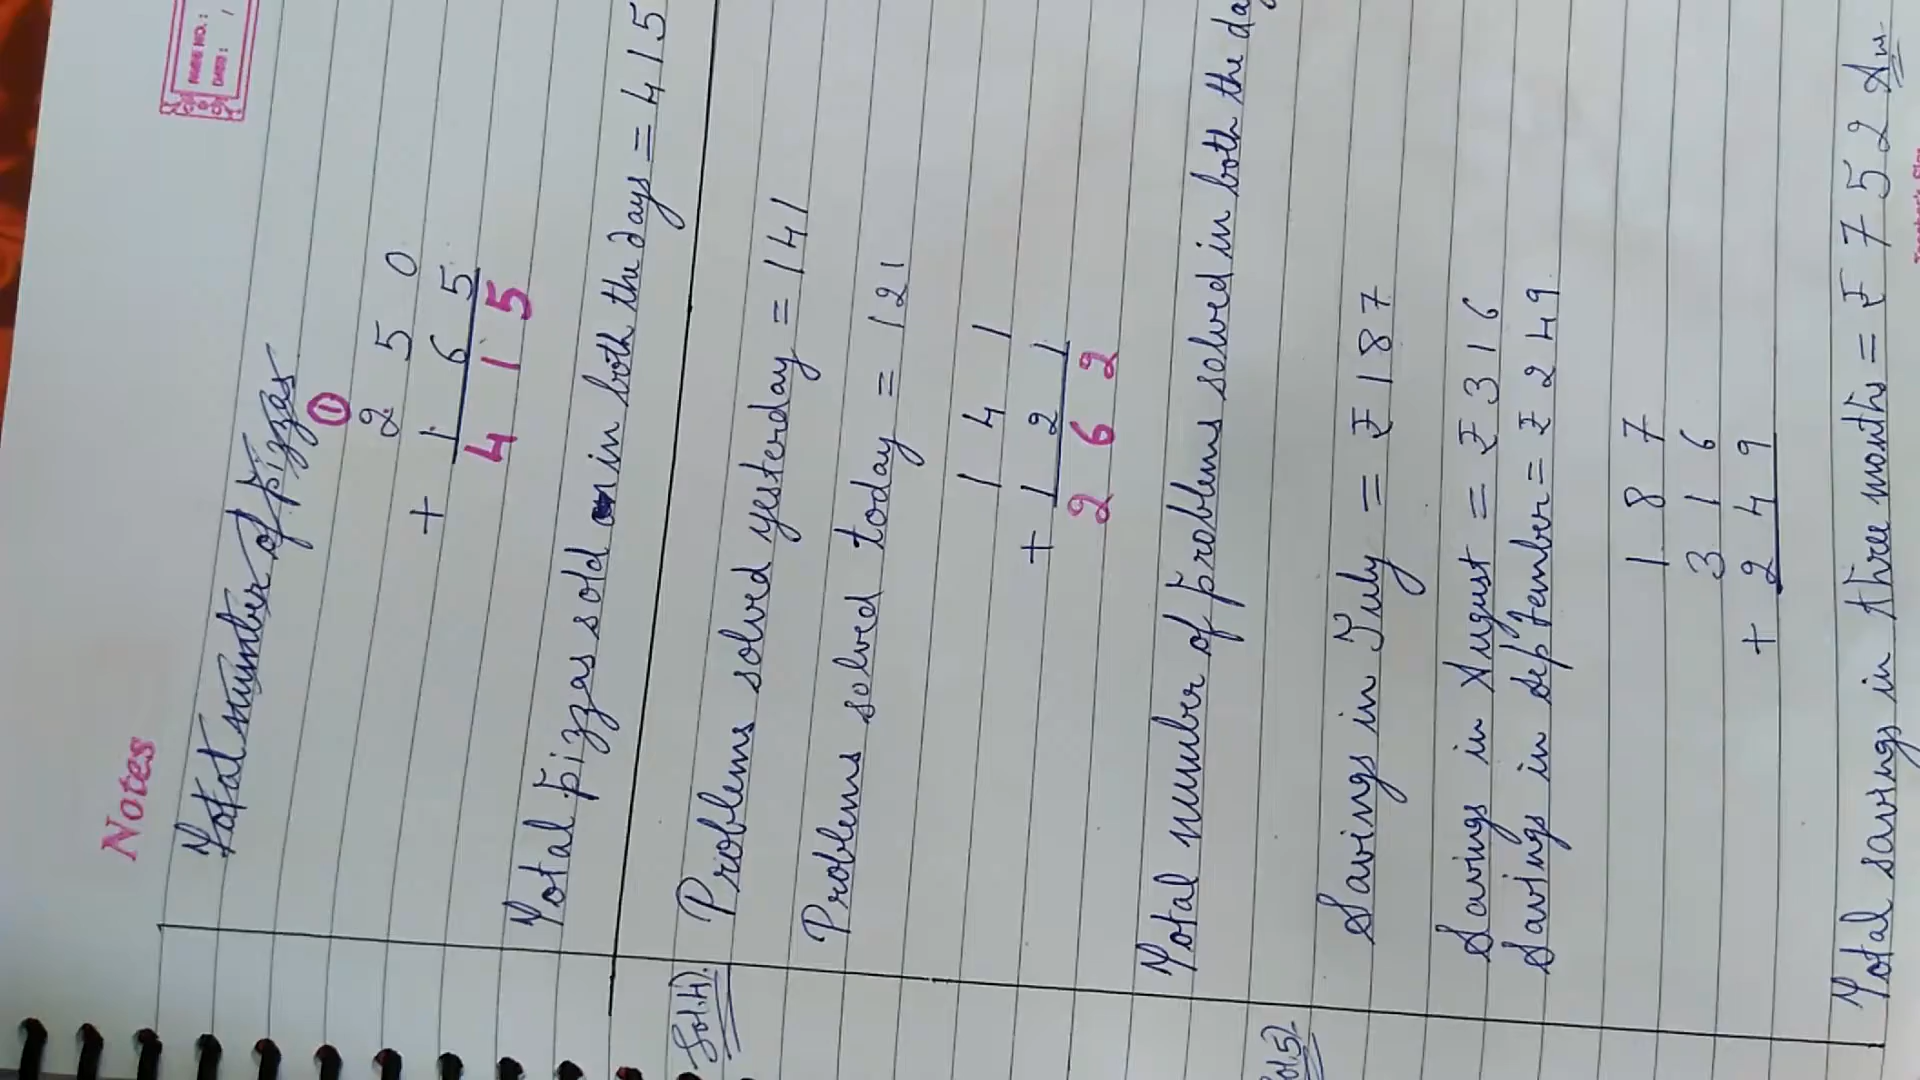 PAGE NO.:
DATE: /
Notes
Total number of pizzas
1
2 5 0
+ 1 6 5
4 1 5
Total pizzas sold in both the days = 415
Sol.4).
Problems solved yesterday = 141
Problems solved today = 121
1 4 1
+ 1 2 1
2 6 2
Total number of problems solved in both the da
Sol.5).
Savings in July = ₹ 187
Savings in August = ₹ 316
Savings in september = ₹ 249
1 8 7
3 1 6
+ 2 4 9
Total savings in three months = ₹ 752 Ans